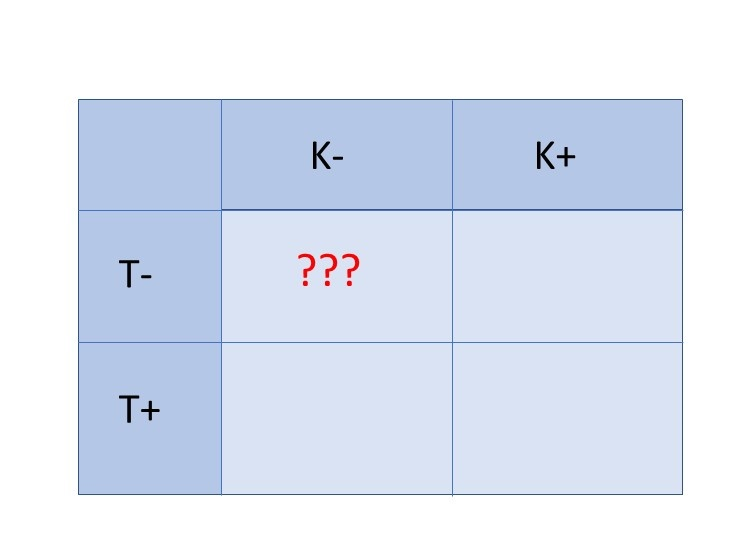 K- K+
T- ???
T+